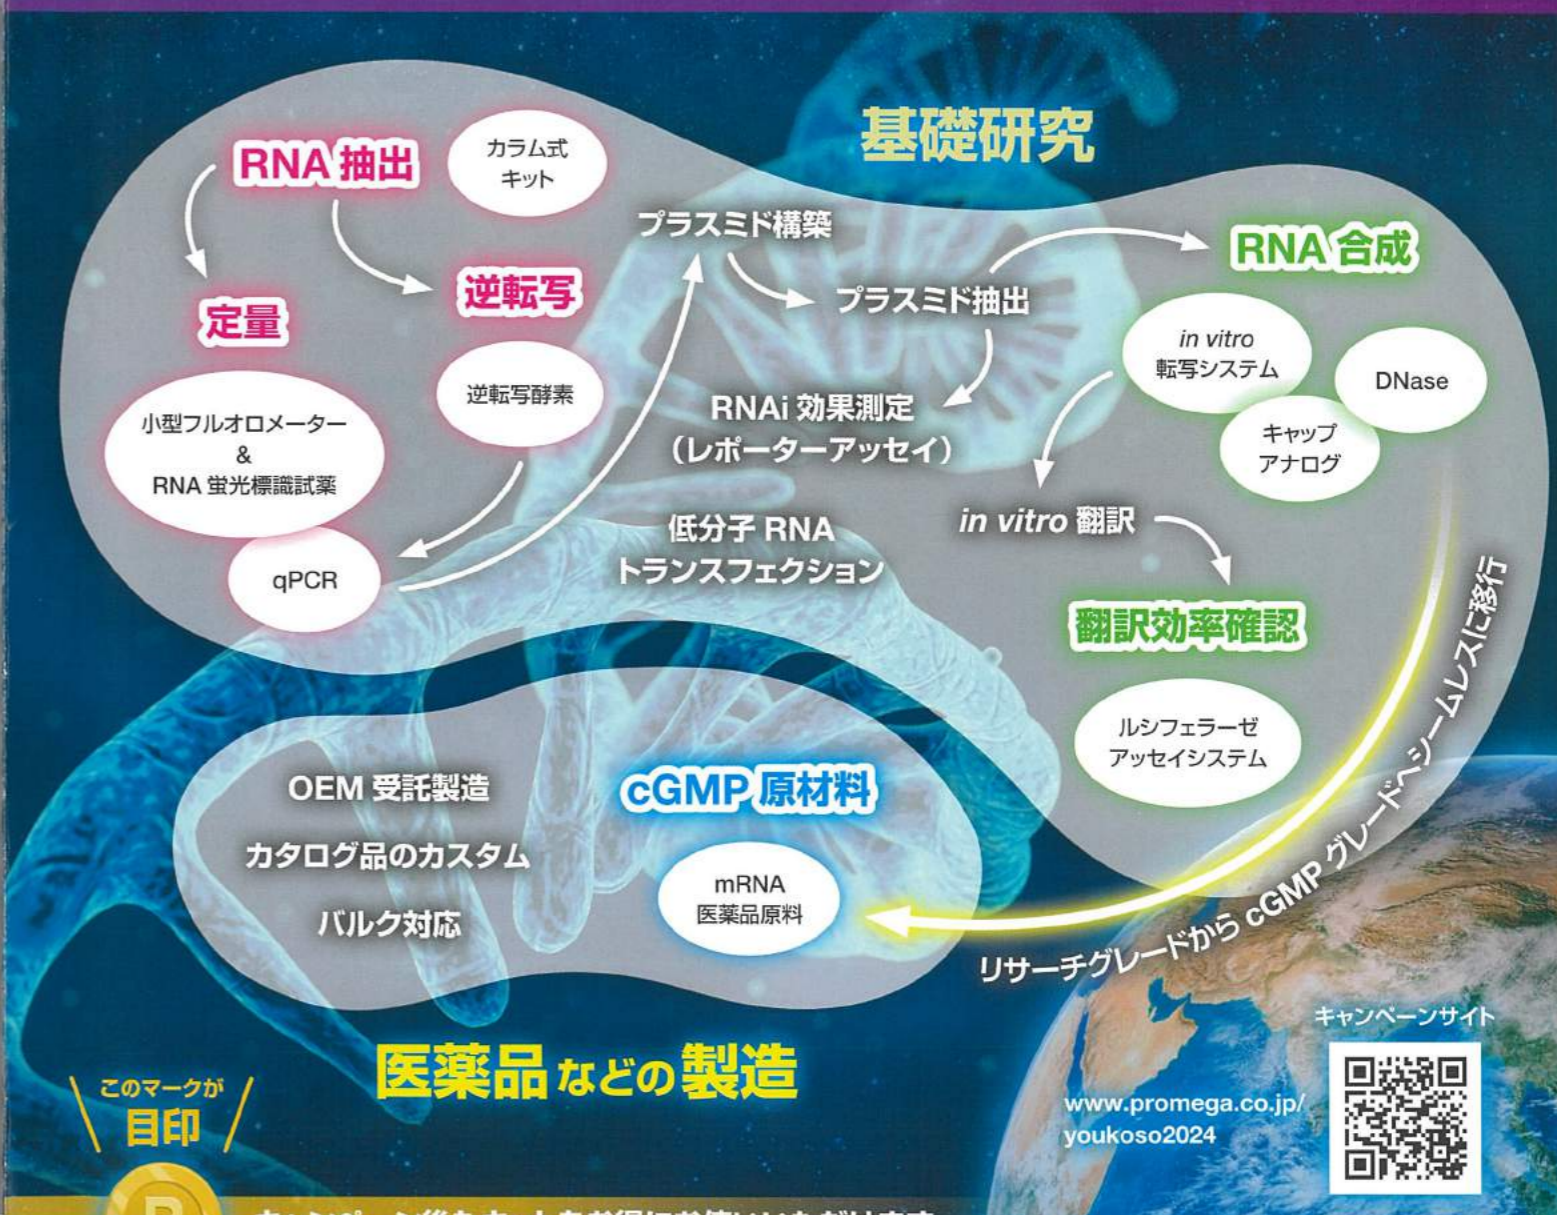 基礎研究
RNA 抽出
カラム式
キット
定量
小型フルオロメーター
&
RNA 蛍光標識試薬
qPCR
逆転写
逆転写酵素
プラスミド構築
プラスミド抽出
RNAi 効果測定
（レポーターアッセイ）
低分子 RNA
トランスフェクション
RNA 合成
in vitro
転写システム
DNase
キャップ
アナログ
in vitro 翻訳
翻訳効率確認
ルシフェラーゼ
アッセイシステム
リサーチグレードから cGMP グレードへシームレスに移行
OEM 受託製造
カタログ品のカスタム
バルク対応
cGMP 原材料
mRNA
医薬品原料
医薬品などの製造
キャンペーンサイト
www.promega.co.jp/
youkoso2024
このマークが
目印
P